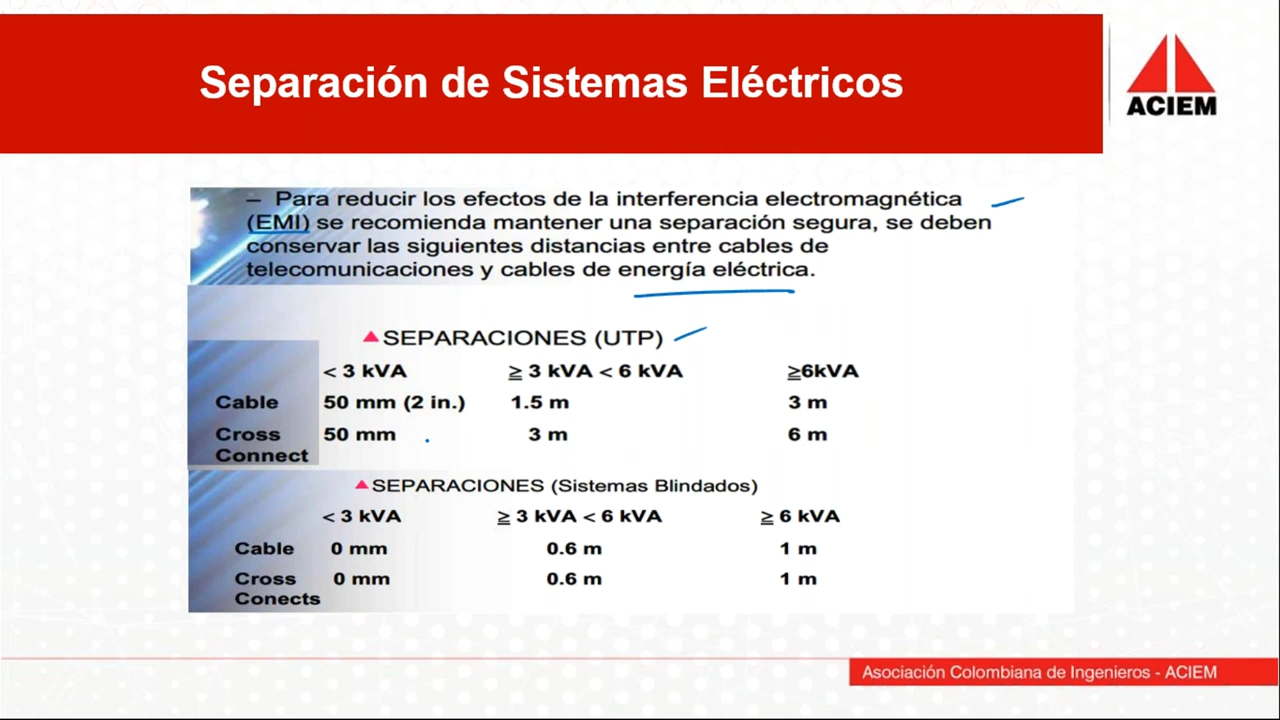 Separación de Sistemas Eléctricos
ACIEM
– Para reducir los efectos de la interferencia electromagnética
(EMI) se recomienda mantener una separación segura, se deben
conservar las siguientes distancias entre cables de
telecomunicaciones y cables de energía eléctrica.
SEPARACIONES (UTP)
< 3 kVA ≥ 3 kVA < 6 kVA ≥6kVA
Cable 50 mm (2 in.) 1.5 m 3 m
Cross 50 mm 3 m 6 m
Connect
SEPARACIONES (Sistemas Blindados)
< 3 kVA ≥ 3 kVA < 6 kVA ≥ 6 kVA
Cable 0 mm 0.6 m 1 m
Cross 0 mm 0.6 m 1 m
Conects
Asociación Colombiana de Ingenieros - ACIEM